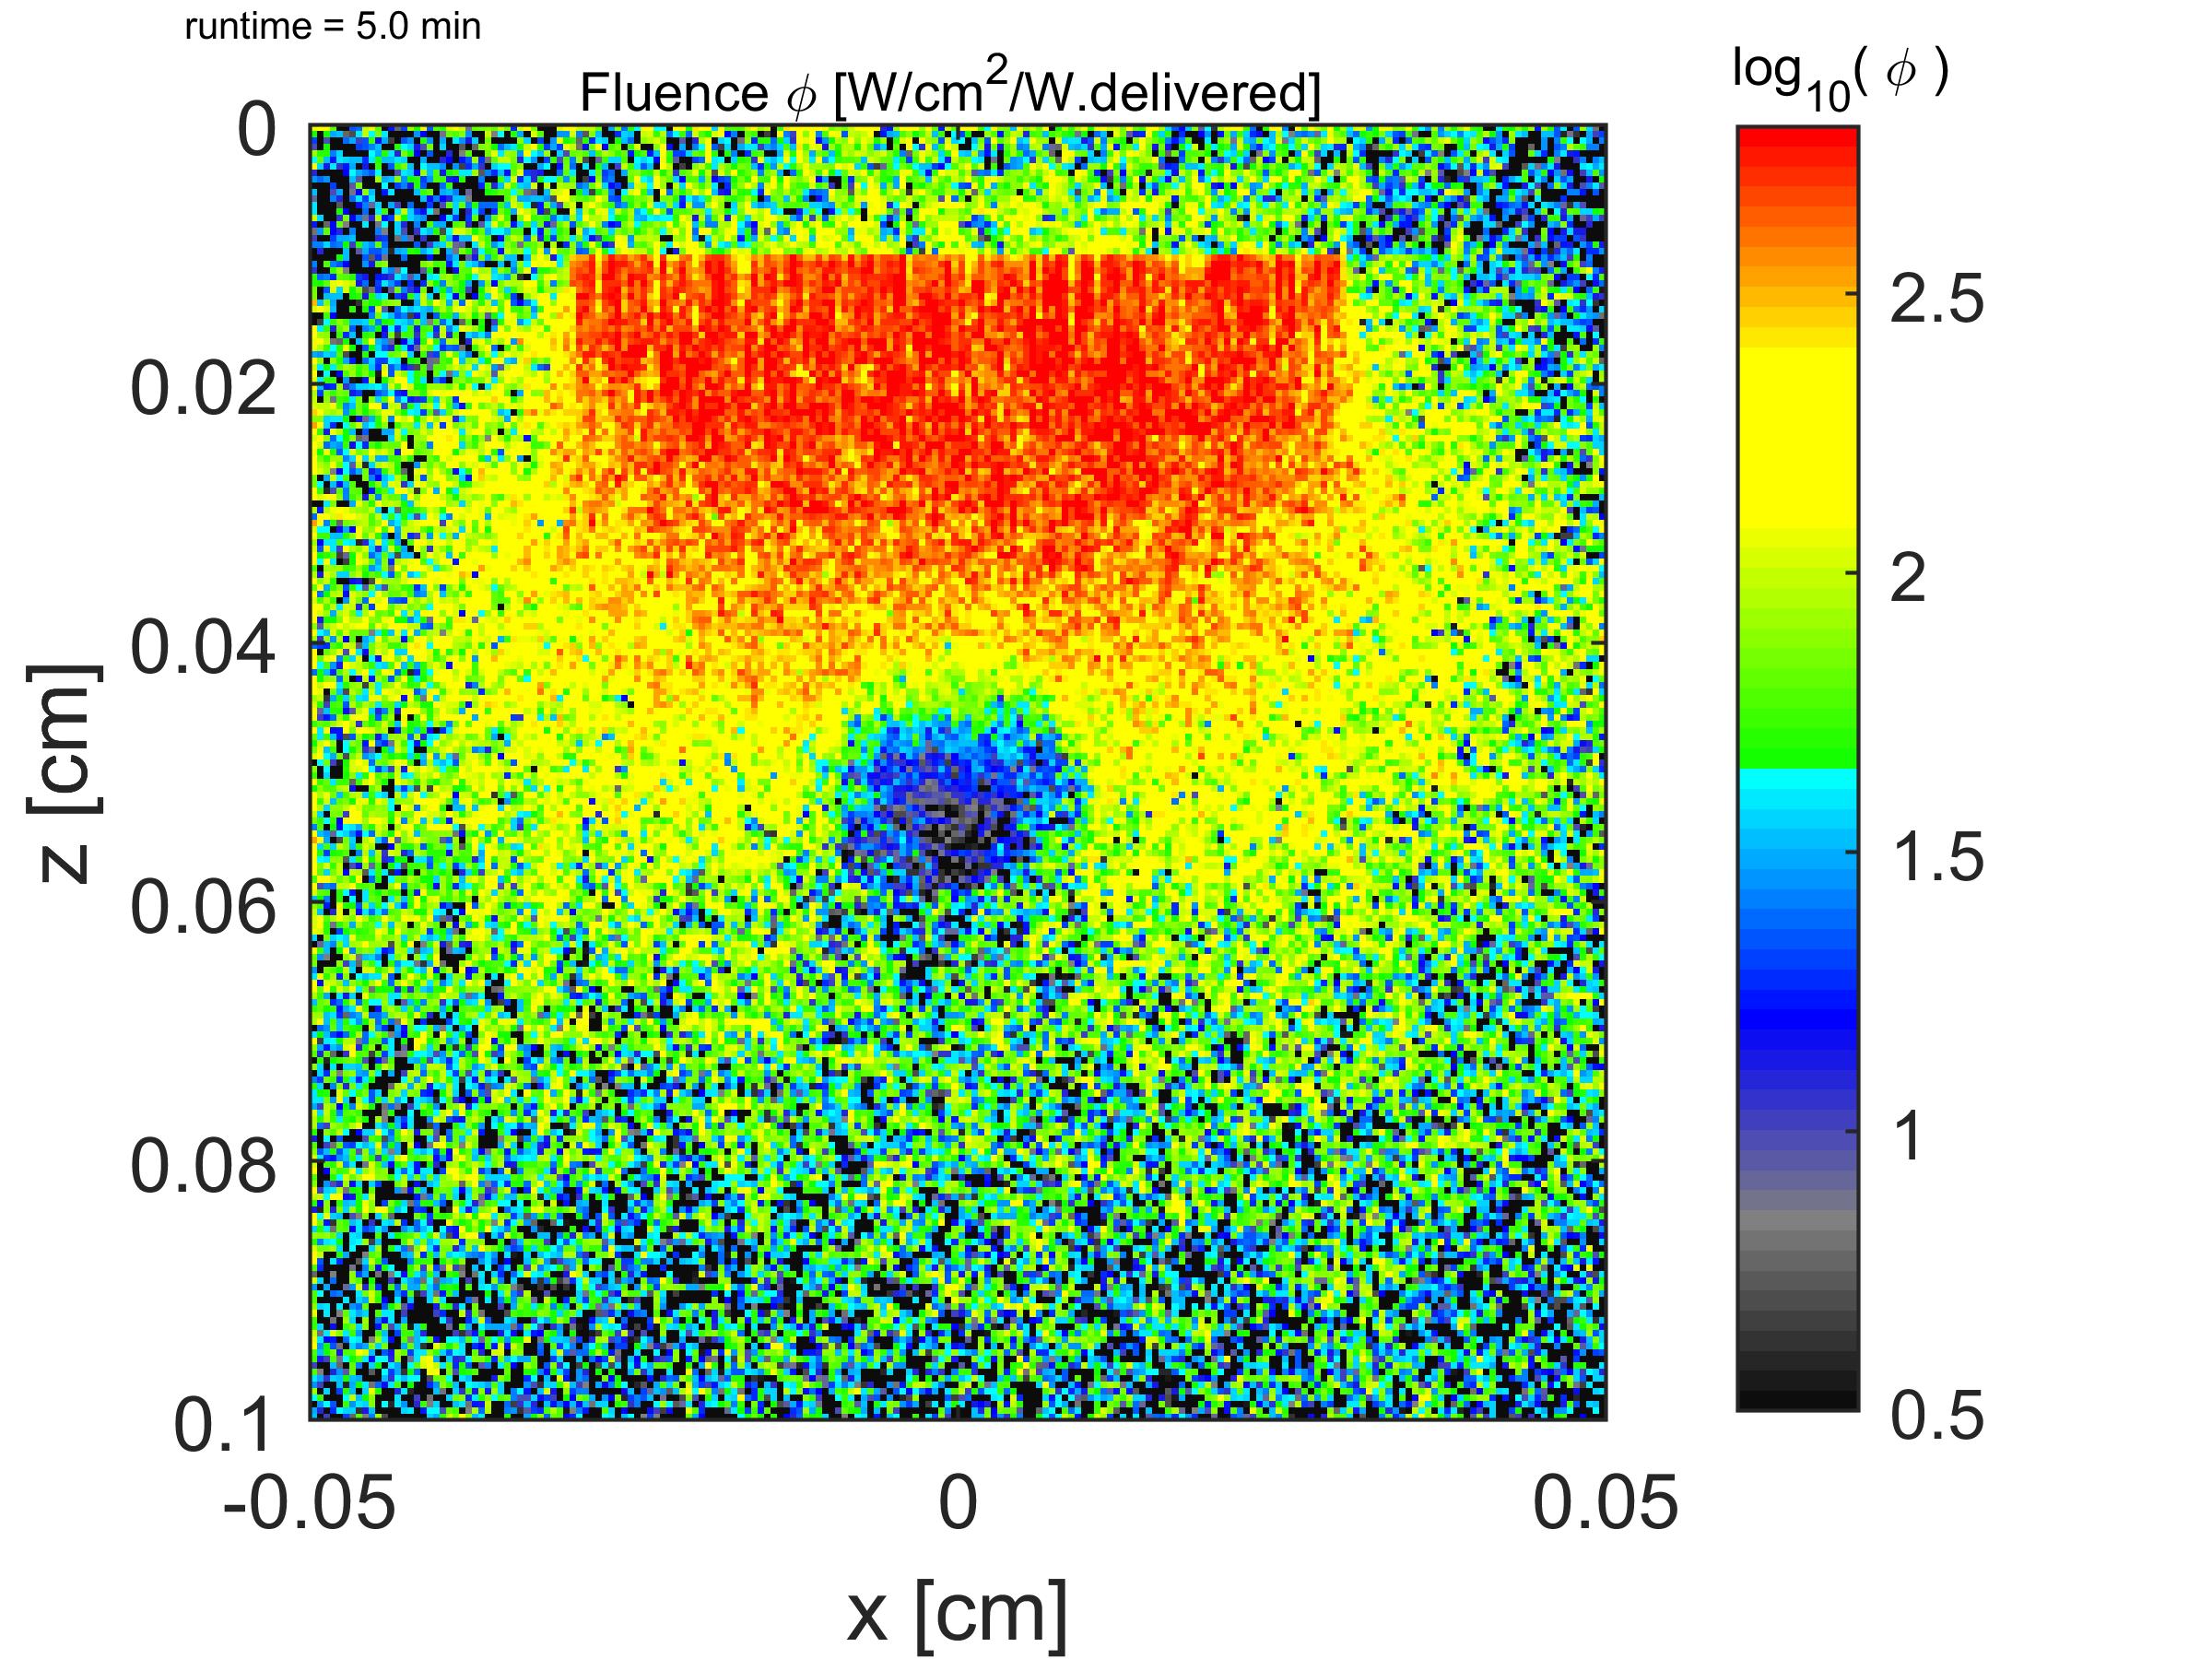 runtime = 5.0 min
Fluence ϕ [W/cm2/W.delivered]
log10( ϕ )
0
0.02
0.04
0.06
0.08
0.1
z [cm]
-0.05
0
0.05
x [cm]
2.5
2
1.5
1
0.5